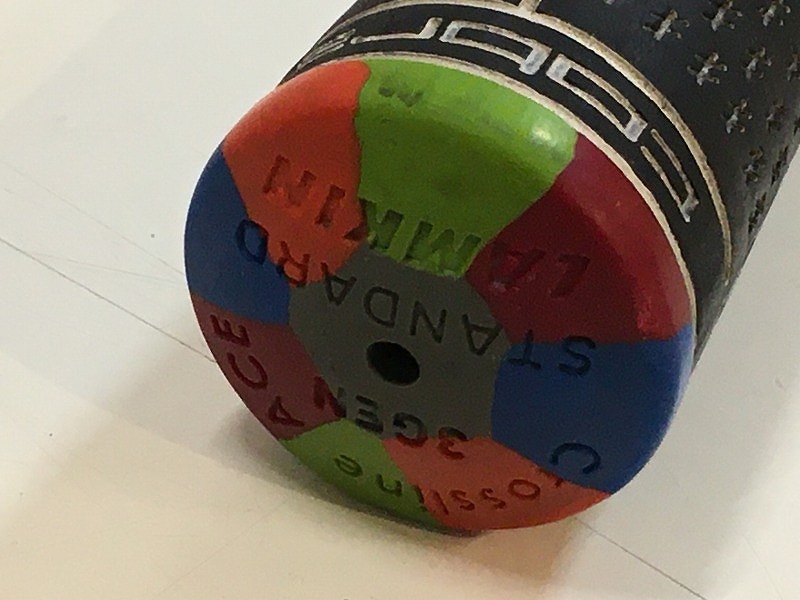 LAMKIN
STANDARD
3GEN
Crossline
ACE